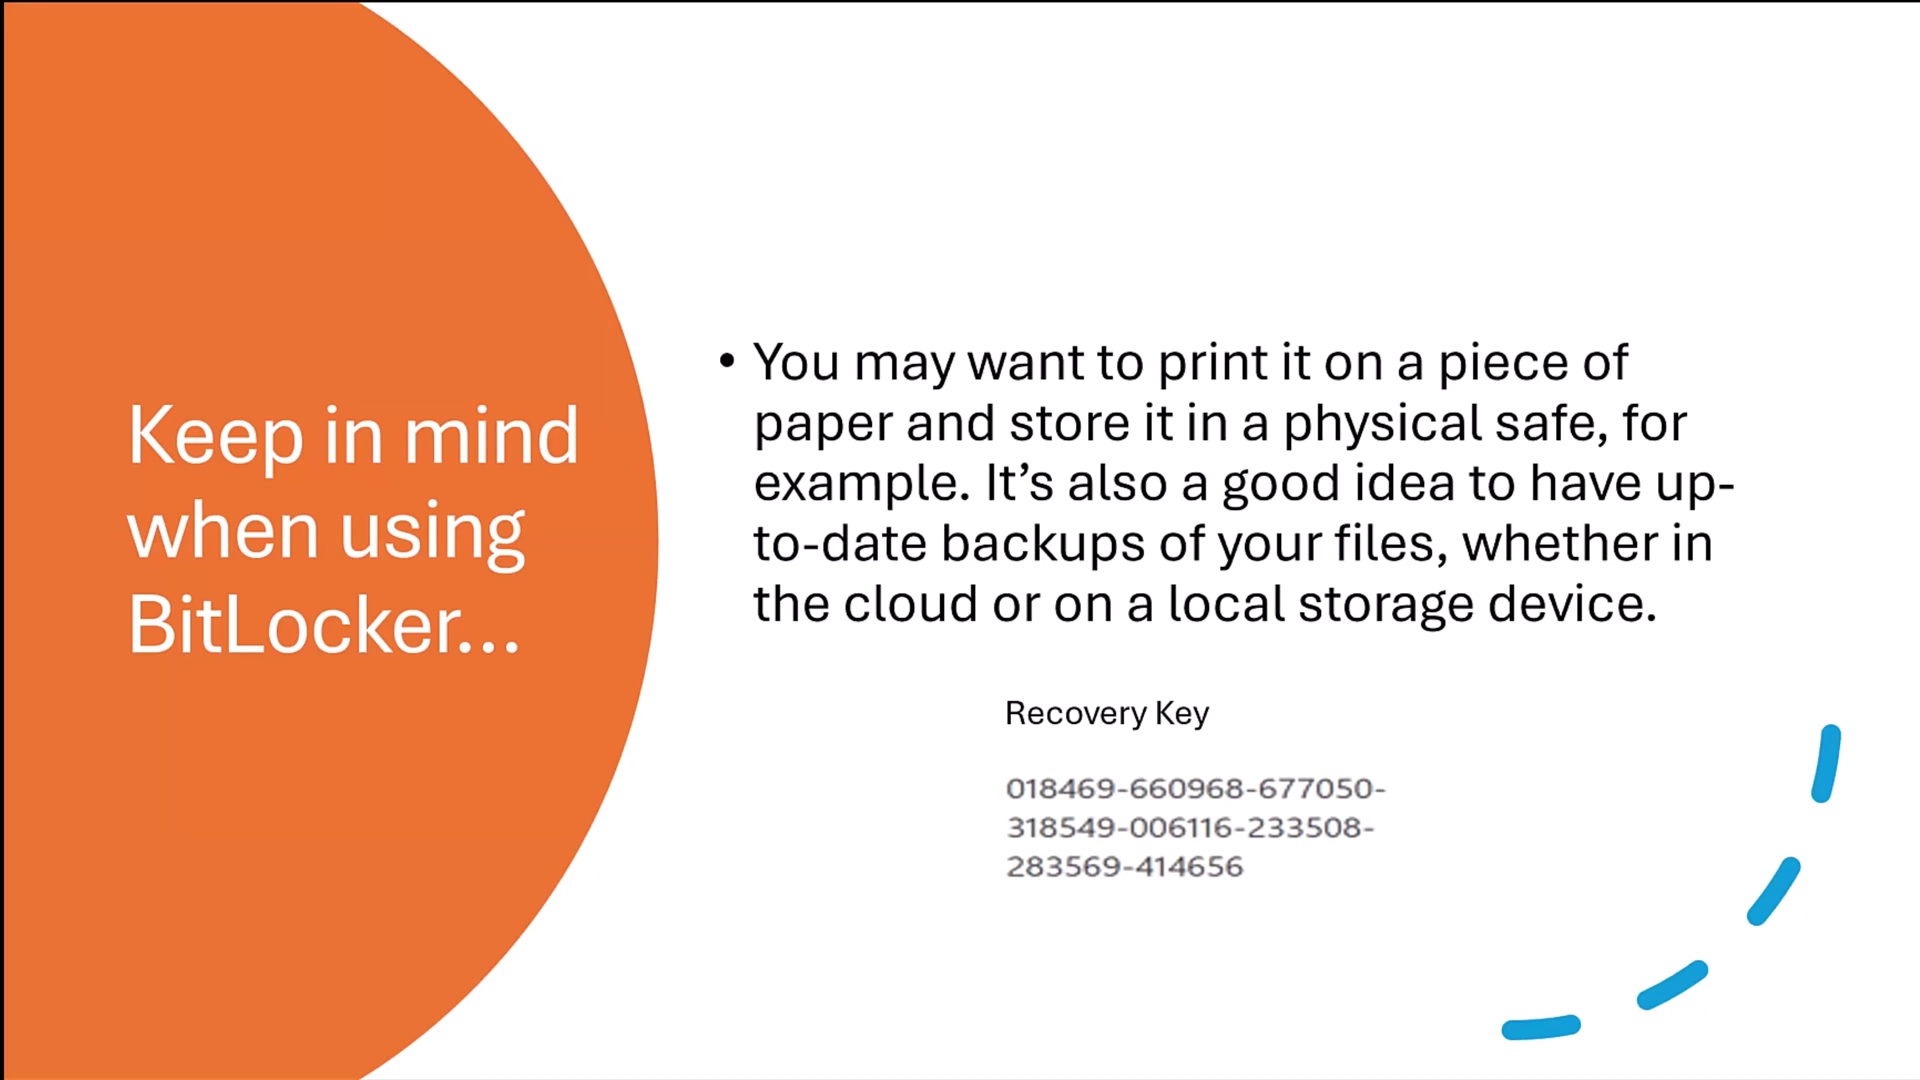 Keep in mind
when using
BitLocker...
• You may want to print it on a piece of
paper and store it in a physical safe, for
example. It’s also a good idea to have up-
to-date backups of your files, whether in
the cloud or on a local storage device.
Recovery Key
018469-660968-677050-
318549-006116-233508-
283569-414656